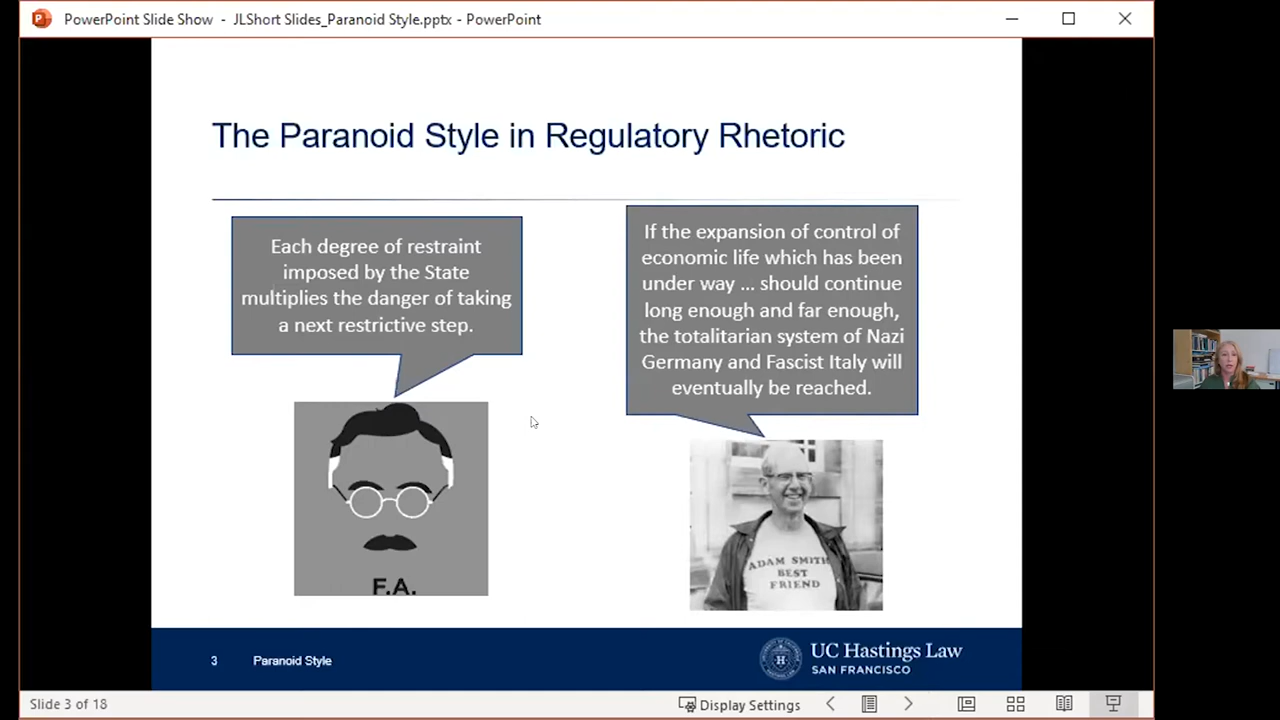 PowerPoint Slide Show - JLShort Slides_Paranoid Style.pptx - PowerPoint
The Paranoid Style in Regulatory Rhetoric
Each degree of restraint
imposed by the State
multiplies the danger of taking
a next restrictive step.
If the expansion of control of
economic life which has been
under way ... should continue
long enough and far enough,
the totalitarian system of Nazi
Germany and Fascist Italy will
eventually be reached.
F.A.
ADAM SMITH
BEST
FRIEND
3 Paranoid Style
UC Hastings Law
SAN FRANCISCO
Slide 3 of 18
Display Settings